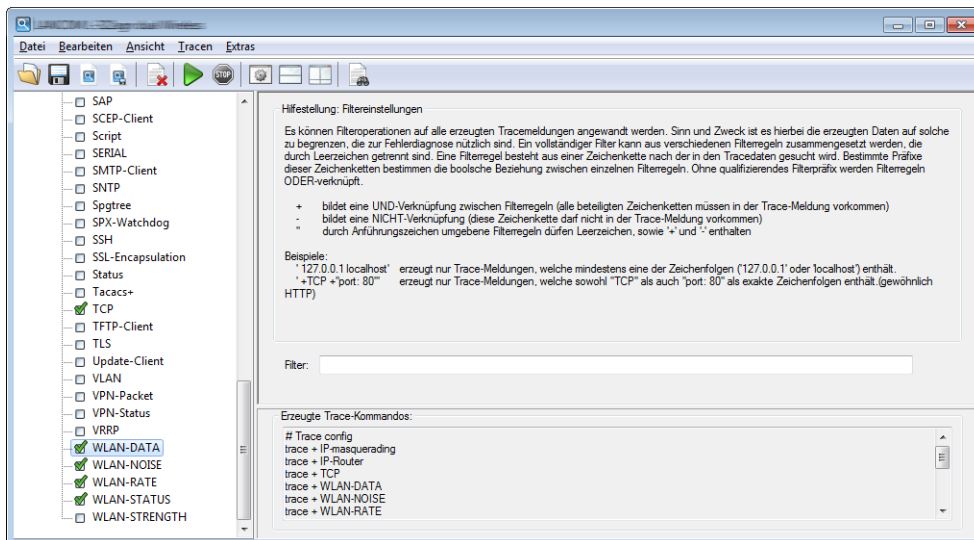 Datei Bearbeiten Ansicht Tracen Extras
STOP
SAP
SCEP-Client
Script
SERIAL
SMTP-Client
SNTP
Spgtree
SPX-Watchdog
SSH
SSL-Encapsulation
Status
Tacacs+
TCP
TFTP-Client
TLS
Update-Client
VLAN
VPN-Packet
VPN-Status
VRRP
WLAN-DATA
WLAN-NOISE
WLAN-RATE
WLAN-STATUS
WLAN-STRENGTH
Hilfestellung: Filtereinstellungen
Es können Filteroperationen auf alle erzeugten Tracemeldungen angewandt werden. Sinn und Zweck ist es hierbei die erzeugten Daten auf solche
zu begrenzen, die zur Fehlerdiagnose nützlich sind. Ein vollständiger Filter kann aus verschiedenen Filterregeln zusammengesetzt werden, die
durch Leerzeichen getrennt sind. Eine Filterregel besteht aus einer Zeichenkette nach der in den Tracedaten gesucht wird. Bestimmte Präfixe
dieser Zeichenketten bestimmen die boolsche Beziehung zwischen einzelnen Filterregeln. Ohne qualifizierendes Filterpräfix werden Filterregeln
ODER-verknüpft.
+ bildet eine UND-Verknüpfung zwischen Filterregeln (alle beteiligten Zeichenketten müssen in der Trace-Meldung vorkommen)
- bildet eine NICHT-Verknüpfung (diese Zeichenkette darf nicht in der Trace-Meldung vorkommen)
" durch Anführungszeichen umgebene Filterregeln dürfen Leerzeichen, sowie '+' und '-' enthalten
Beispiele:
' 127.0.0.1 localhost' erzeugt nur Trace-Meldungen, welche mindestens eine der Zeichenfolgen ('127.0.0.1' oder 'localhost') enthält.
' +TCP +"port: 80"' erzeugt nur Trace-Meldungen, welche sowohl "TCP" als auch "port: 80" als exakte Zeichenfolgen enthält.(gewöhnlich
HTTP)
Filter:
Erzeugte Trace-Kommandos:
# Trace config
trace + IP-masquerading
trace + IP-Router
trace + TCP
trace + WLAN-DATA
trace + WLAN-NOISE
trace + WLAN-RATE